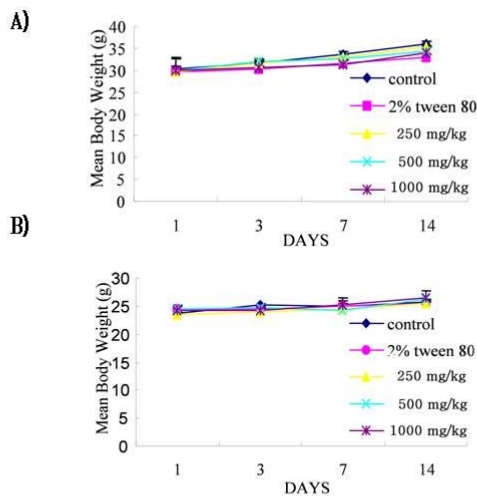 A)
Mean Body Weight (g)
40
35
30
25
20
15
10
5
0
1 3 7 14
DAYS
control
2% tween 80
250 mg/kg
500 mg/kg
1000 mg/kg
B)
Mean Body Weight (g)
30
25
20
15
10
5
0
1 3 7 14
DAYS
control
2% tween 80
250 mg/kg
500 mg/kg
1000 mg/kg